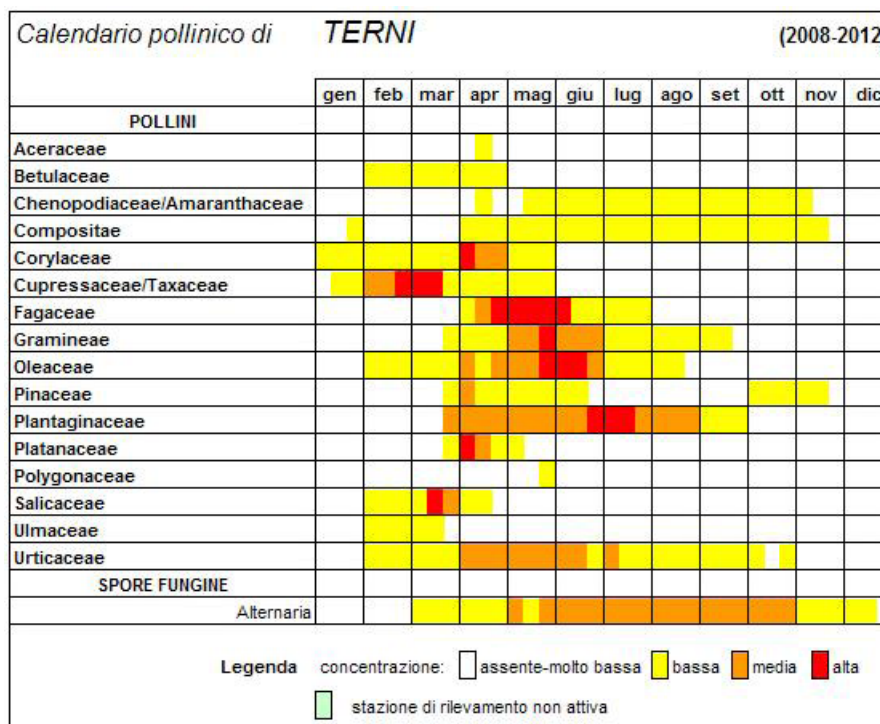 Calendario pollinico di TERNI (2008-2012
gen feb mar apr mag giu lug ago set ott nov dic
POLLINI
Aceraceae
Betulaceae
Chenopodiaceae/Amaranthaceae
Compositae
Corylaceae
Cupressaceae/Taxaceae
Fagaceae
Gramineae
Oleaceae
Pinaceae
Plantaginaceae
Platanaceae
Polygonaceae
Salicaceae
Ulmaceae
Urticaceae
SPORE FUNGINE
Alternaria
Legenda concentrazione: assente-molto bassa bassa media alta
stazione di rilevamento non attiva